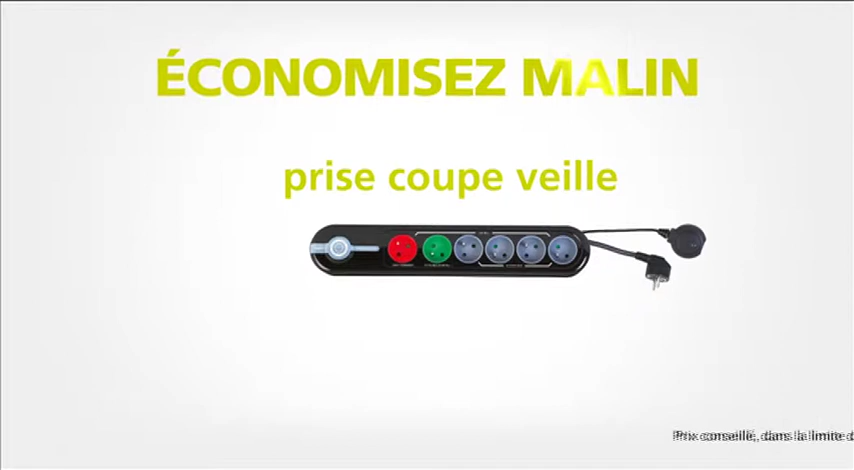 ÉCONOMISEZ MALIN
prise coupe veille
*Prix conseillé, dans la limite d